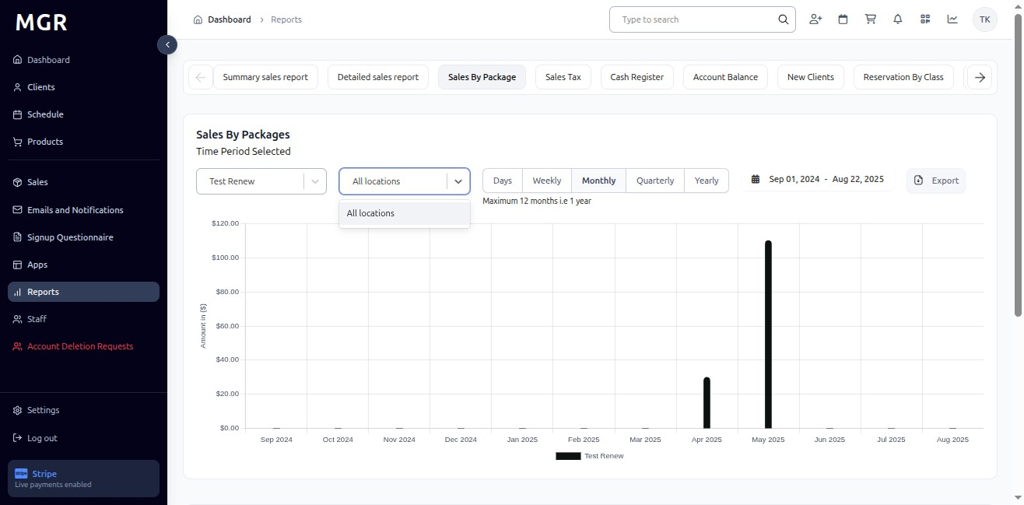 MGR
Dashboard
Clients
Schedule
Products
Sales
Emails and Notifications
Signup Questionnaire
Apps
Reports
Staff
Account Deletion Requests
Settings
Log out
Stripe
Live payments enabled
Dashboard > Reports
Type to search
TK
Summary sales report Detailed sales report Sales By Package Sales Tax Cash Register Account Balance New Clients Reservation By Class
Sales By Packages
Time Period Selected
Test Renew All locations Days Weekly Monthly Quarterly Yearly Sep 01, 2024 - Aug 22, 2025 Export
Maximum 12 months i.e 1 year
All locations
Amount in ($)
$120.00
$100.00
$80.00
$60.00
$40.00
$20.00
$0.00
Sep 2024 Oct 2024 Nov 2024 Dec 2024 Jan 2025 Feb 2025 Mar 2025 Apr 2025 May 2025 Jun 2025 Jul 2025 Aug 2025
Test Renew